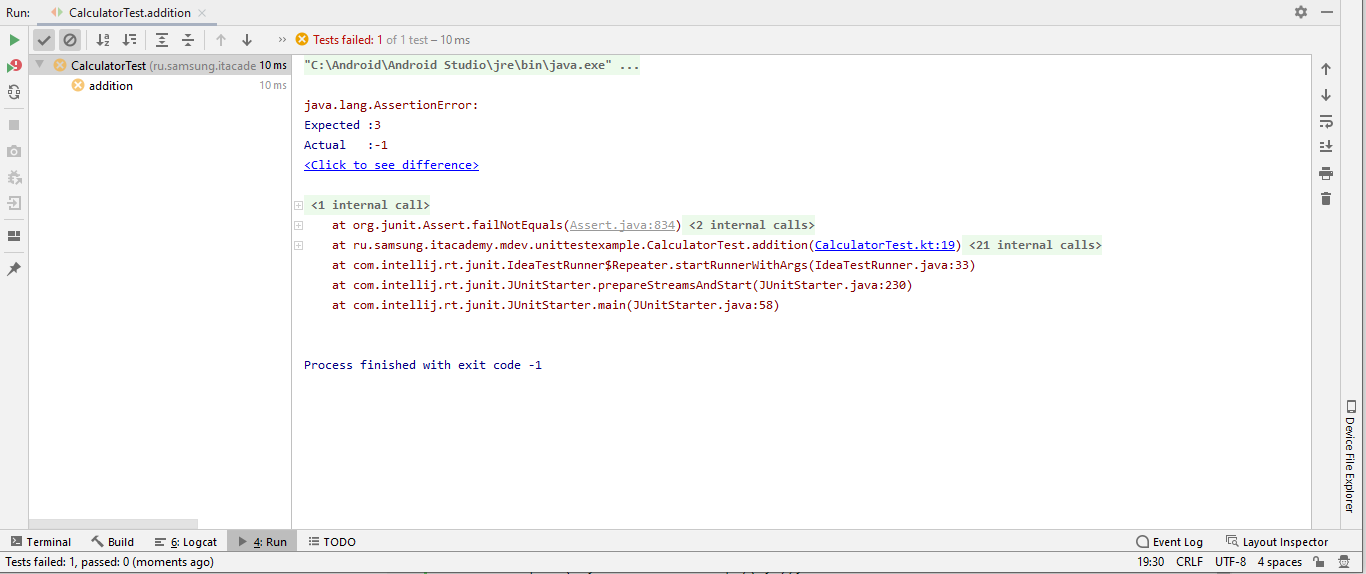 Run: CalculatorTest.addition
Tests failed: 1 of 1 test – 10 ms
CalculatorTest (ru.samsung.itacade 10 ms
addition 10 ms
"C:\Android\Android Studio\jre\bin\java.exe" ...
java.lang.AssertionError:
Expected :3
Actual :-1
<Click to see difference>
<1 internal call>
at org.junit.Assert.failNotEquals(Assert.java:834) <2 internal calls>
at ru.samsung.itacademy.mdev.unittestexample.CalculatorTest.addition(CalculatorTest.kt:19) <21 internal calls>
at com.intellij.rt.junit.IdeaTestRunner$Repeater.startRunnerWithArgs(IdeaTestRunner.java:33)
at com.intellij.rt.junit.JUnitStarter.prepareStreamsAndStart(JUnitStarter.java:230)
at com.intellij.rt.junit.JUnitStarter.main(JUnitStarter.java:58)
Process finished with exit code -1
Device File Explorer
Terminal Build 6: Logcat 4: Run TODO Event Log Layout Inspector
Tests failed: 1, passed: 0 (moments ago) 19:30 CRLF UTF-8 4 spaces